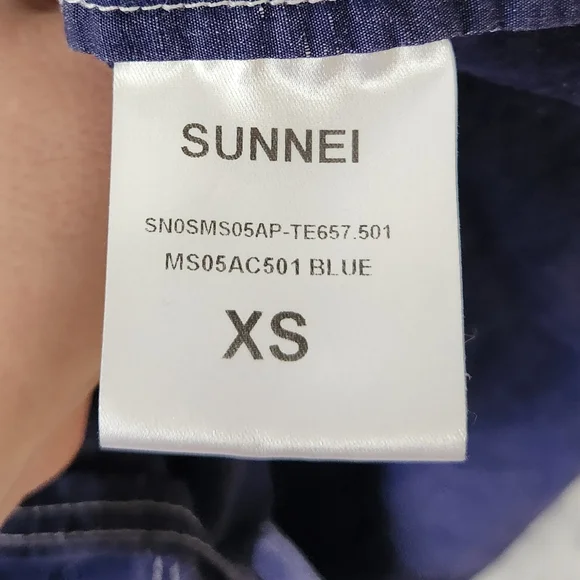 SUNNEI
SN0SMS05AP-TE657.501
MS05AC501 BLUE
XS